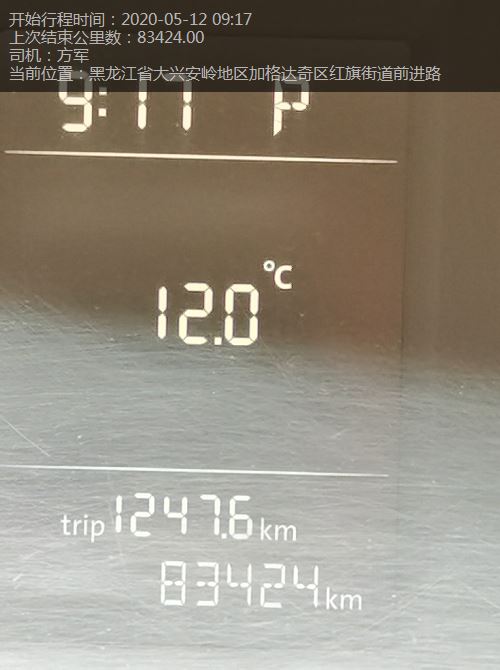 开始行程时间：2020-05-12 09:17
上次结束公里数：83424.00
司机：方军
当前位置：黑龙江省大兴安岭地区加格达奇区红旗街道前进路
9:17 P
12.0°C
trip 1247.6 km
83424 km